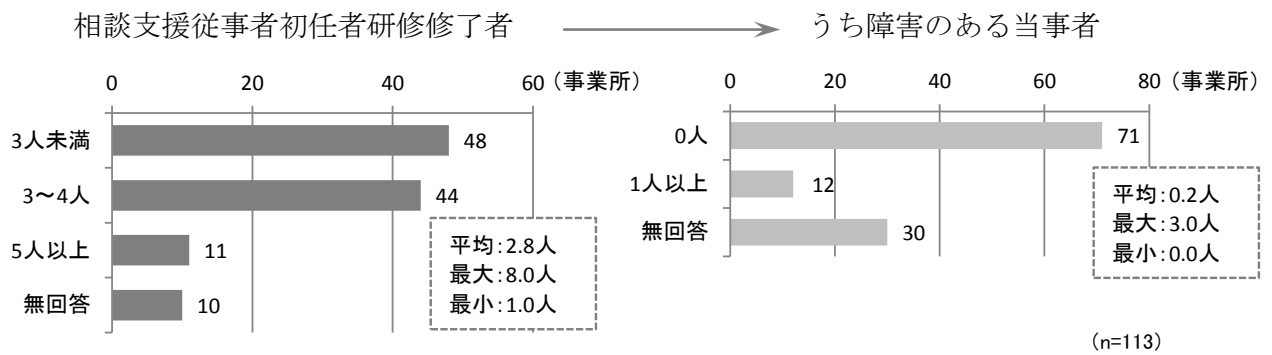 相談支援従事者初任者研修修了者
うち障害のある当事者
0 20 40 60 (事業所)
3人未満 48
3～4人 44
5人以上 11
無回答 10
平均:2.8人
最大:8.0人
最小:1.0人
0 20 40 60 80 (事業所)
0人 71
1人以上 12
無回答 30
平均:0.2人
最大:3.0人
最小:0.0人
(n=113)